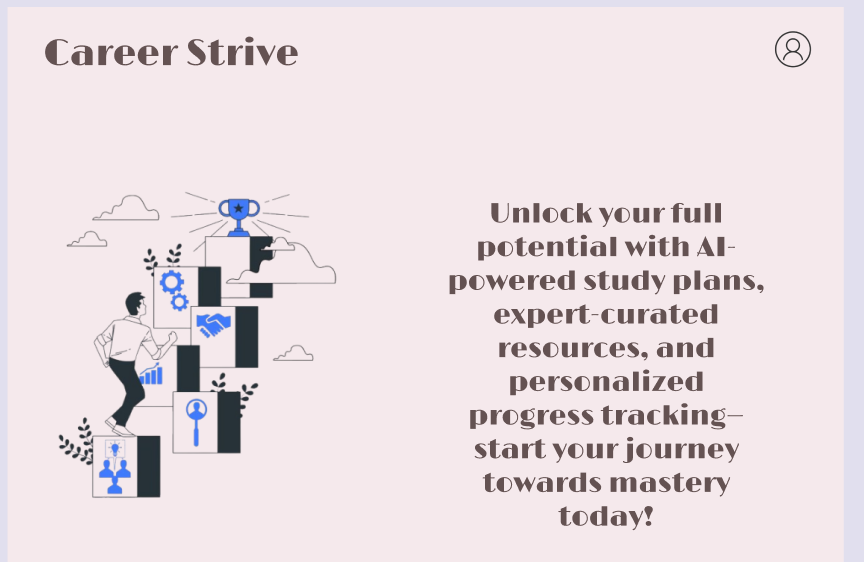 Career Strive
Unlock your full
potential with AI-
powered study plans,
expert-curated
resources, and
personalized
progress tracking—
start your journey
towards mastery
today!